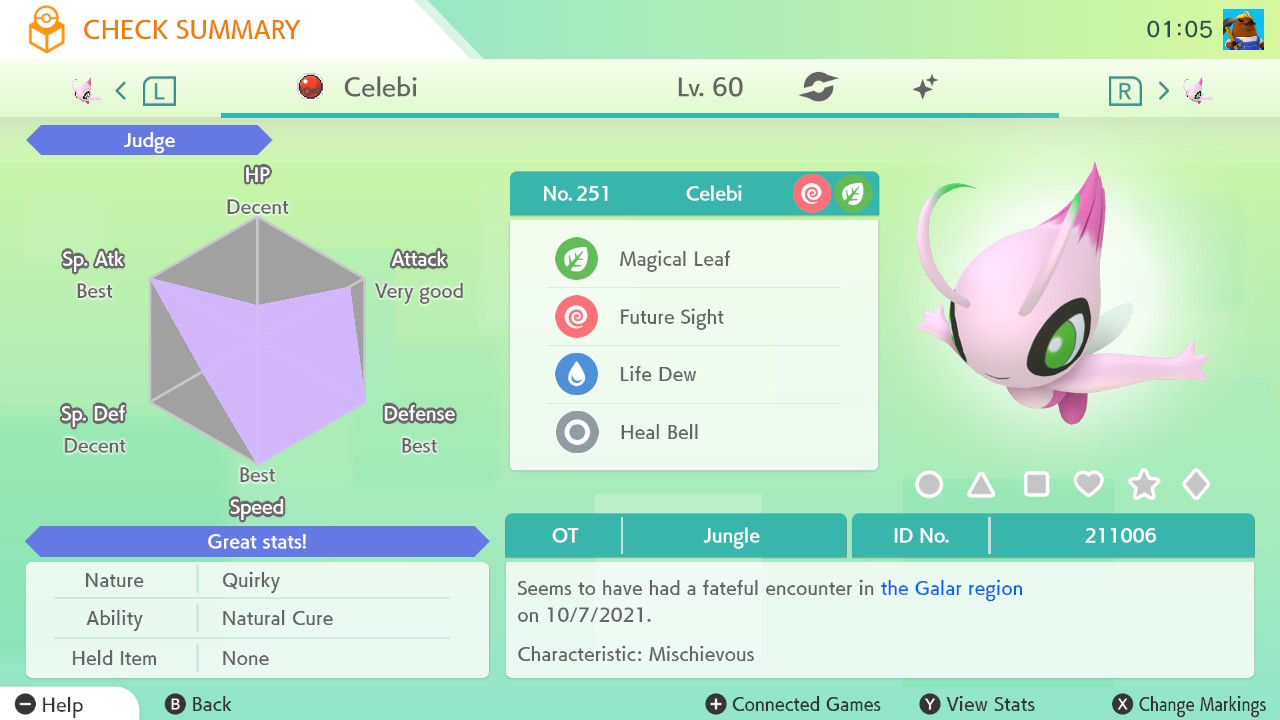 CHECK SUMMARY
01:05
L
Celebi
Lv. 60
R
Judge
HP
Decent
Sp. Atk
Best
Attack
Very good
Sp. Def
Decent
Defense
Best
Best
Speed
Great stats!
Nature Quirky
Ability Natural Cure
Held Item None
No. 251 Celebi
Magical Leaf
Future Sight
Life Dew
Heal Bell
OT Jungle ID No. 211006
Seems to have had a fateful encounter in the Galar region
on 10/7/2021.
Characteristic: Mischievous
Help
B Back
Connected Games
Y View Stats
X Change Markings